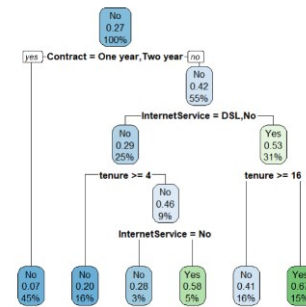 No
0.27
100%
yes Contract = One year,Two year no
No
0.42
55%
InternetService = DSL,No
No
0.29
25%
Yes
0.53
31%
tenure >= 4
tenure >= 16
No
0.46
9%
InternetService = No
No
0.07
45%
No
0.20
16%
No
0.28
3%
Yes
0.58
5%
No
0.41
16%
Yes
15%